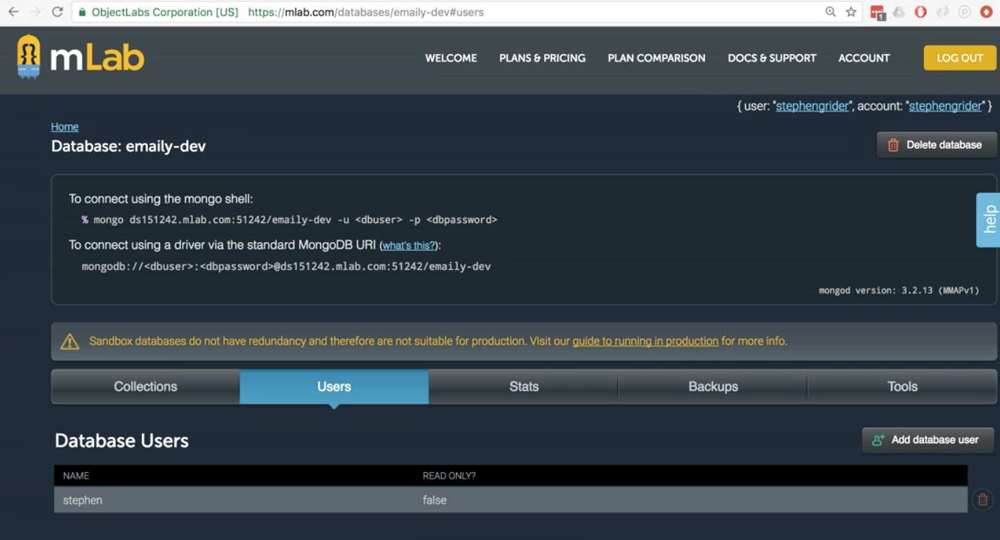 ObjectLabs Corporation [US] https://mlab.com/databases/emaily-dev#users
1
mLab
WELCOME PLANS & PRICING PLAN COMPARISON DOCS & SUPPORT ACCOUNT LOG OUT
{ user: "stephengrider", account: "stephengrider" }
Home
Database: emaily-dev
Delete database
To connect using the mongo shell:
% mongo ds151242.mlab.com:51242/emaily-dev -u <dbuser> -p <dbpassword>
help
To connect using a driver via the standard MongoDB URI (what's this?):
mongodb://<dbuser>:<dbpassword>@ds151242.mlab.com:51242/emaily-dev
mongod version: 3.2.13 (MMAPv1)
Sandbox databases do not have redundancy and therefore are not suitable for production. Visit our guide to running in production for more info.
Collections Users Stats Backups Tools
Database Users
Add database user
NAME READ ONLY?
stephen false